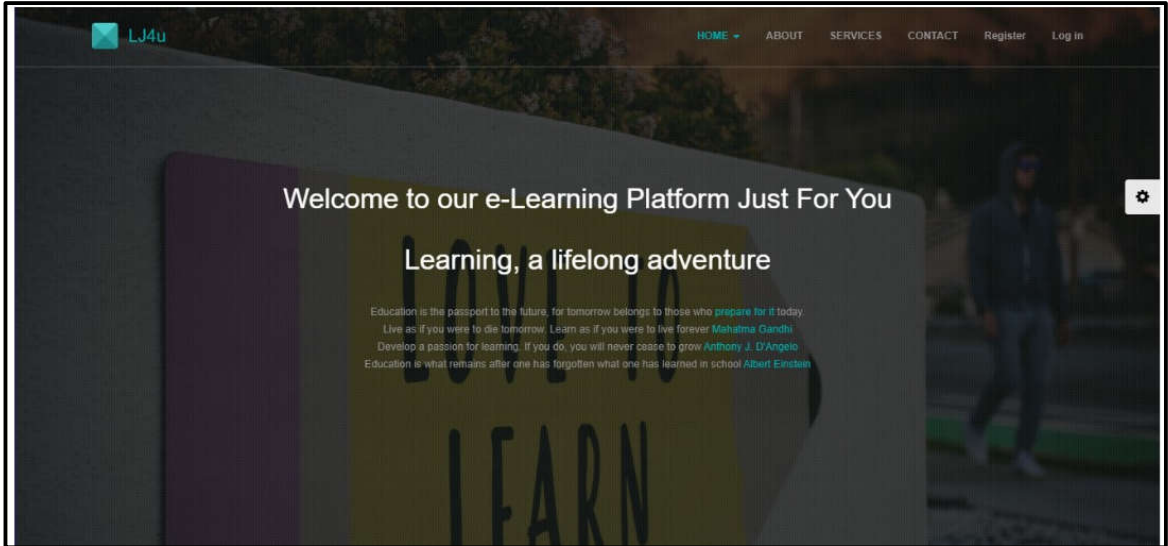 LJ4u
HOME ABOUT SERVICES CONTACT Register Log in
Welcome to our e-Learning Platform Just For You
Learning, a lifelong adventure
Education is the passport to the future, for tomorrow belongs to those who prepare for it today.
Live as if you were to die tomorrow. Learn as if you were to live forever Mahatma Gandhi
Develop a passion for learning. If you do, you will never cease to grow Anthony J. D'Angelo
Education is what remains after one has forgotten what one has learned in school Albert Einstein
LOVE TO
LEARN